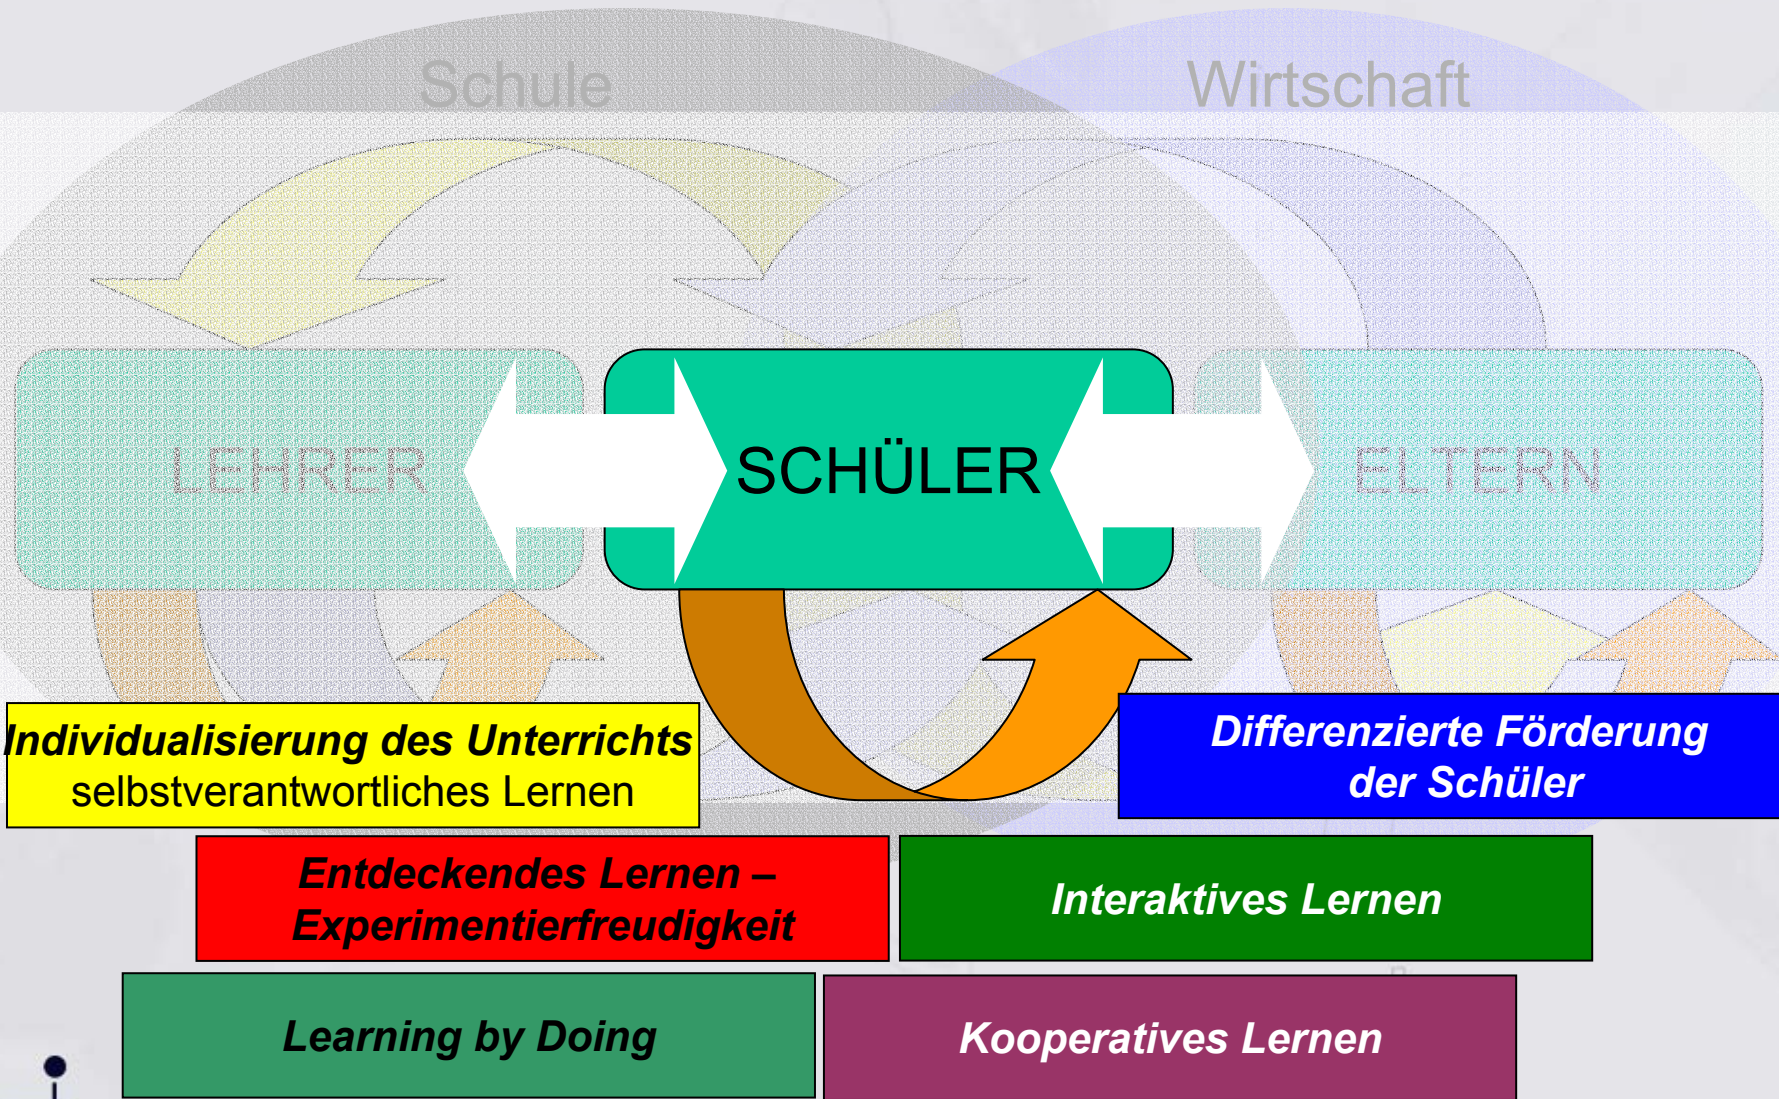 Schule
Wirtschaft
LEHRER
SCHÜLER
ELTERN
Individualisierung des Unterrichts
selbstverantwortliches Lernen
Differenzierte Förderung
der Schüler
Entdeckendes Lernen –
Experimentierfreudigkeit
Interaktives Lernen
Learning by Doing
Kooperatives Lernen